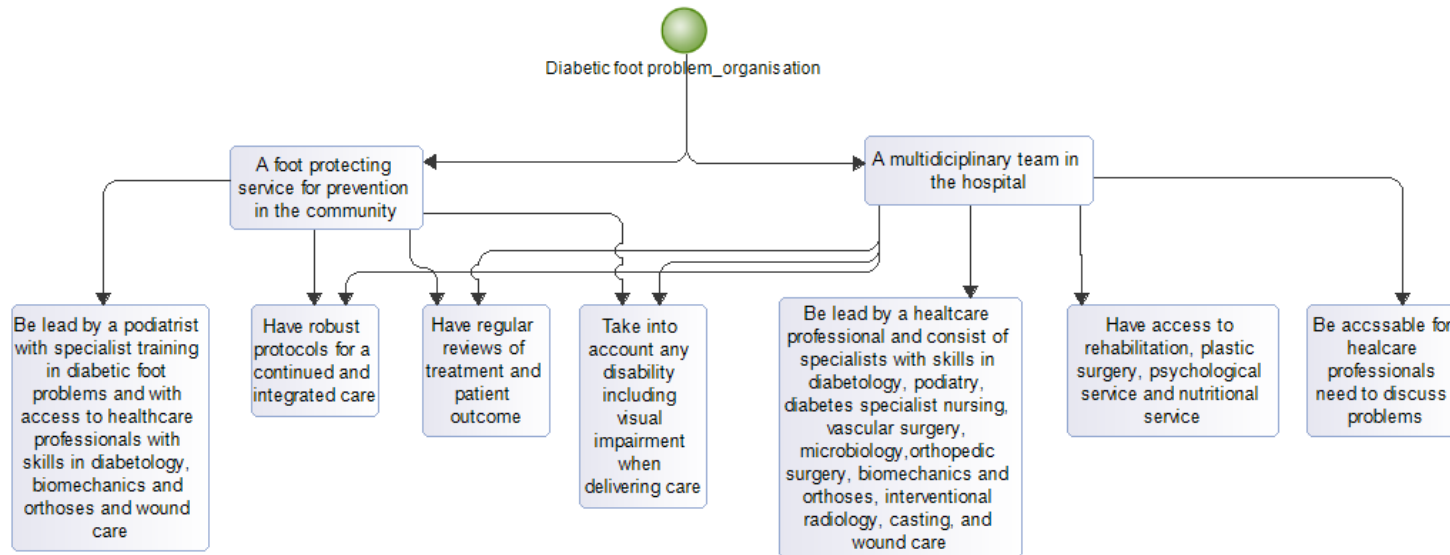 Diabetic foot problem_organisation
A foot protecting
service for prevention
in the community
A multidiciplinary team in
the hospital
Be lead by a podiatrist
with specialist training
in diabetic foot
problems and with
access to healthcare
professionals with
skills in diabetology,
biomechanics and
orthoses and wound
care
Have robust
protocols for a
continued and
integrated care
Have regular
reviews of
treatment and
patient
outcome
Take into
account any
disability
including
visual
impairment
when
delivering care
Be lead by a healtcare
professional and consist of
specialists with skills in
diabetology, podiatry,
diabetes specialist nursing,
vascular surgery,
microbiology,orthopedic
surgery, biomechanics and
orthoses, interventional
radiology, casting, and
wound care
Have access to
rehabilitation, plastic
surgery, psychological
service and nutritional
service
Be accssable for
healcare
professionals
need to discuss
problems